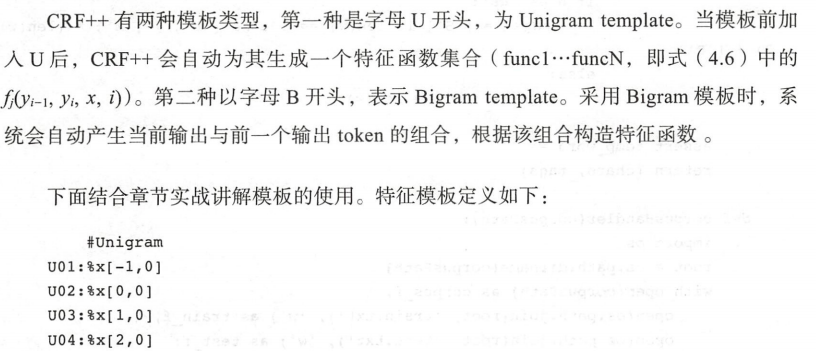 CRF++ 有两种模板类型，第一种是字母 U 开头，为 Unigram template。当模板前加
入 U 后，CRF++ 会自动为其生成一个特征函数集合（func1…funcN，即式（4.6）中的
fj(yi−1, yi, x, i)）。第二种以字母 B 开头，表示 Bigram template。采用 Bigram 模板时，系
统会自动产生当前输出与前一个输出 token 的组合，根据该组合构造特征函数 。
下面结合章节实战讲解模板的使用。特征模板定义如下：
#Unigram
U01:%x[-1,0]
U02:%x[0,0]
U03:%x[1,0]
U04:%x[2,0]